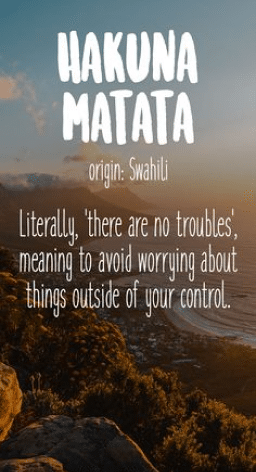 HAKUNA
MATATA
origin: Swahili
Literally, 'there are no troubles',
meaning to avoid worrying about
things outside of your control.